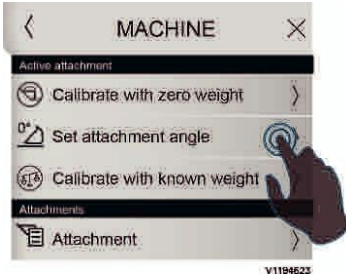 MACHINE
Active attachment
Calibrate with zero weight
0°
Set attachment angle
Calibrate with known weight
Attachments
Attachment
V1194623